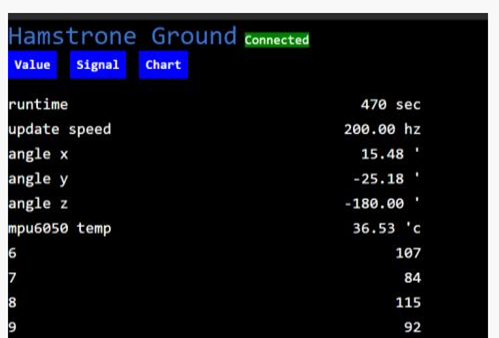 Hamstrone Ground Connected
Value Signal Chart
runtime 470 sec
update speed 200.00 hz
angle x 15.48 '
angle y -25.18 '
angle z -180.00 '
mpu6050 temp 36.53 'c
6 107
7 84
8 115
9 92